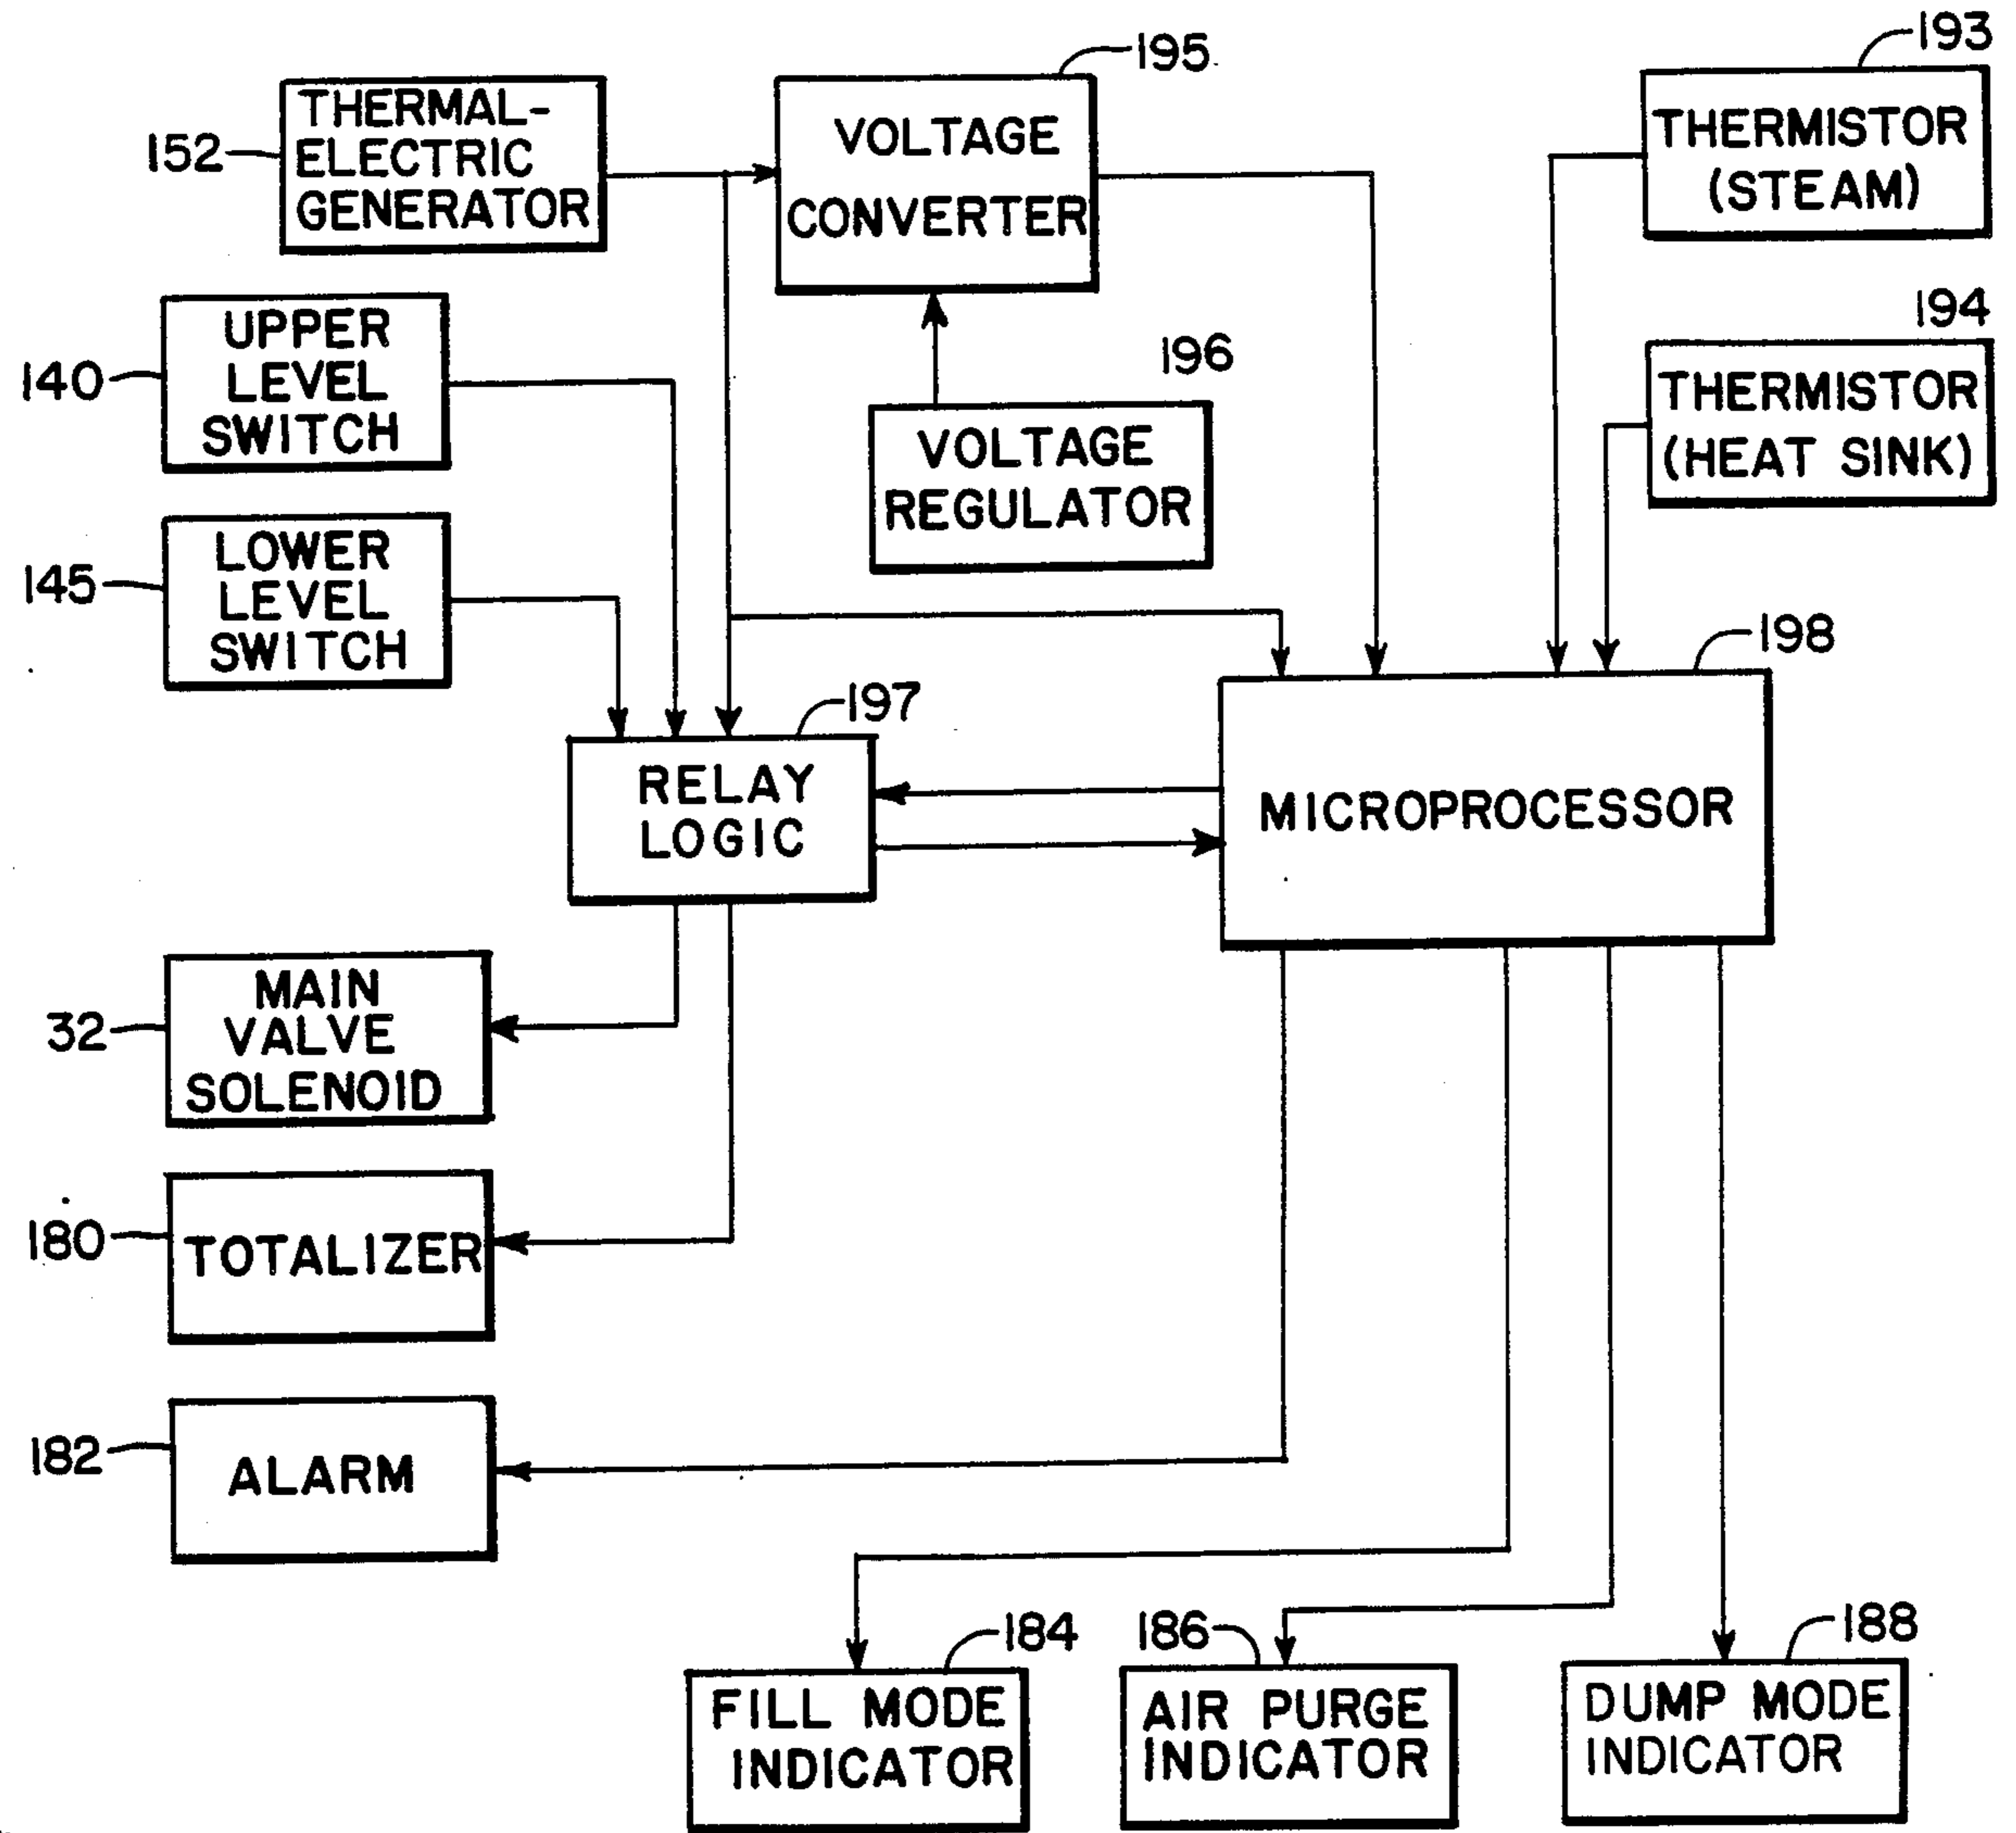 152
THERMAL-
ELECTRIC
GENERATOR
195
VOLTAGE
CONVERTER
193
THERMISTOR
(STEAM)
140
UPPER
LEVEL
SWITCH
196
VOLTAGE
REGULATOR
194
THERMISTOR
(HEAT SINK)
145
LOWER
LEVEL
SWITCH
197
RELAY
LOGIC
198
MICROPROCESSOR
32
MAIN
VALVE
SOLENOID
180
TOTALIZER
182
ALARM
184
FILL MODE
INDICATOR
186
AIR PURGE
INDICATOR
188
DUMP MODE
INDICATOR